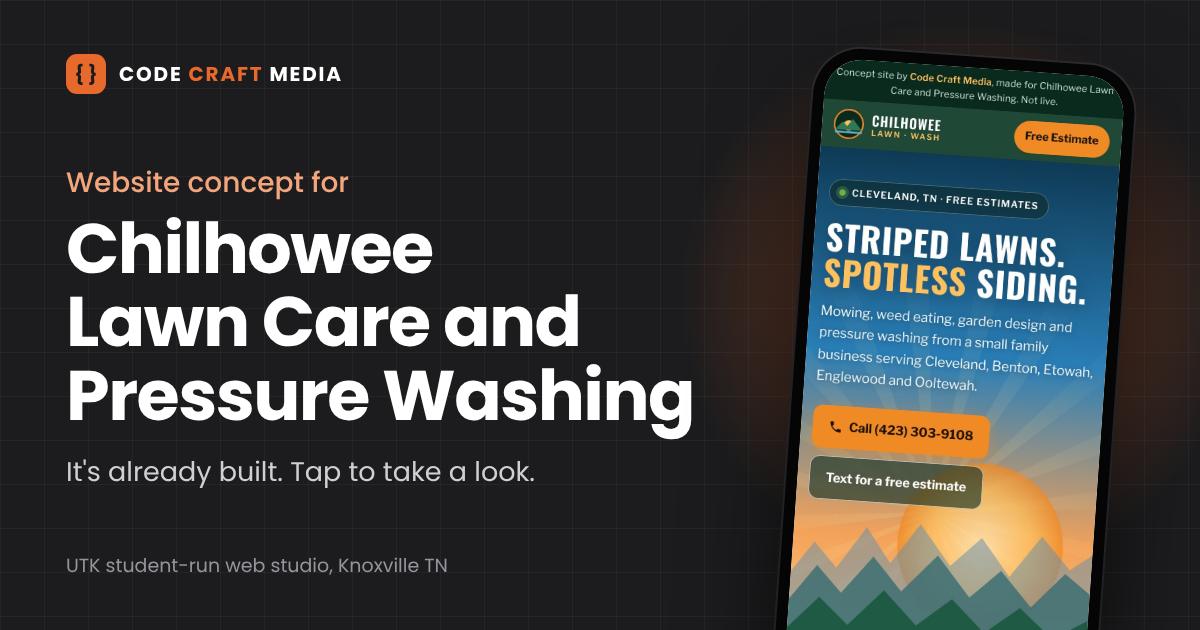 { } CODE CRAFT MEDIA
Website concept for
Chilhowee
Lawn Care and
Pressure Washing
It's already built. Tap to take a look.
UTK student-run web studio, Knoxville TN
Concept site by Code Craft Media, made for Chilhowee Lawn
Care and Pressure Washing. Not live.
CHILHOWEE
LAWN · WASH
Free Estimate
CLEVELAND, TN · FREE ESTIMATES
STRIPED LAWNS.
SPOTLESS SIDING.
Mowing, weed eating, garden design and
pressure washing from a small family
business serving Cleveland, Benton, Etowah,
Englewood and Ooltewah.
Call (423) 303-9108
Text for a free estimate